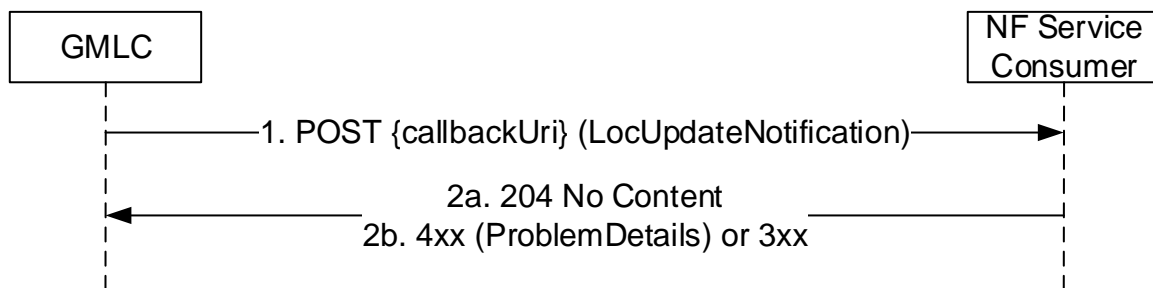 GMLC
NF Service
Consumer
1. POST {callbackUri} (LocUpdateNotification)
2a. 204 No Content
2b. 4xx (ProblemDetails) or 3xx